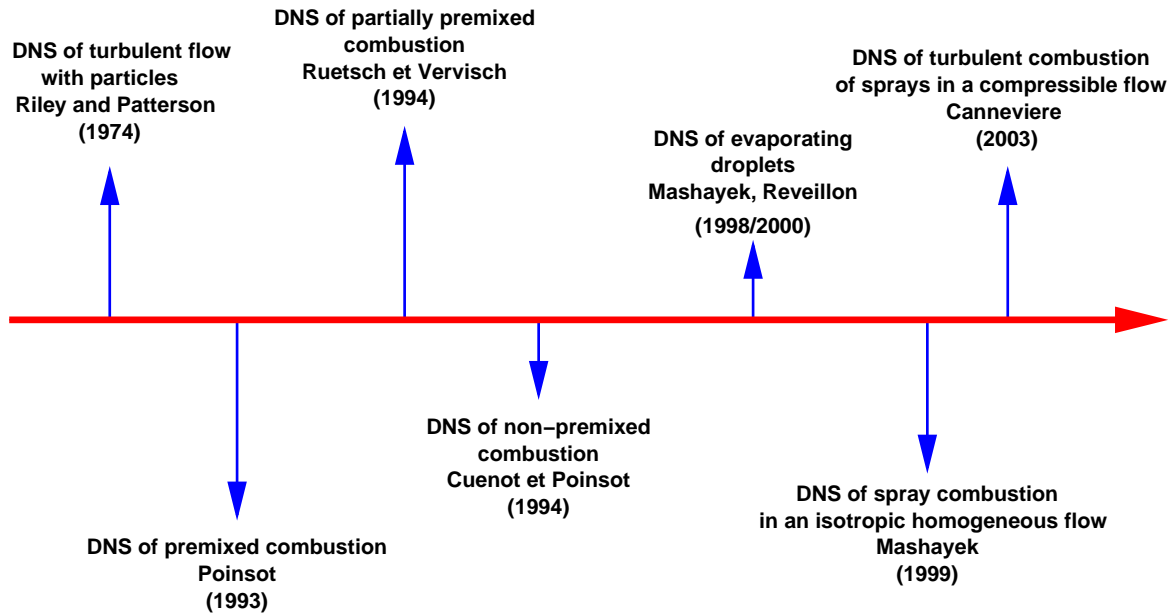 DNS of turbulent flow
with particles
Riley and Patterson
(1974)
DNS of premixed combustion
Poinsot
(1993)
DNS of partially premixed
combustion
Ruetsch et Vervisch
(1994)
DNS of non−premixed
combustion
Cuenot et Poinsot
(1994)
DNS of evaporating
droplets
Mashayek, Reveillon
(1998/2000)
DNS of spray combustion
in an isotropic homogeneous flow
Mashayek
(1999)
DNS of turbulent combustion
of sprays in a compressible flow
Canneviere
(2003)